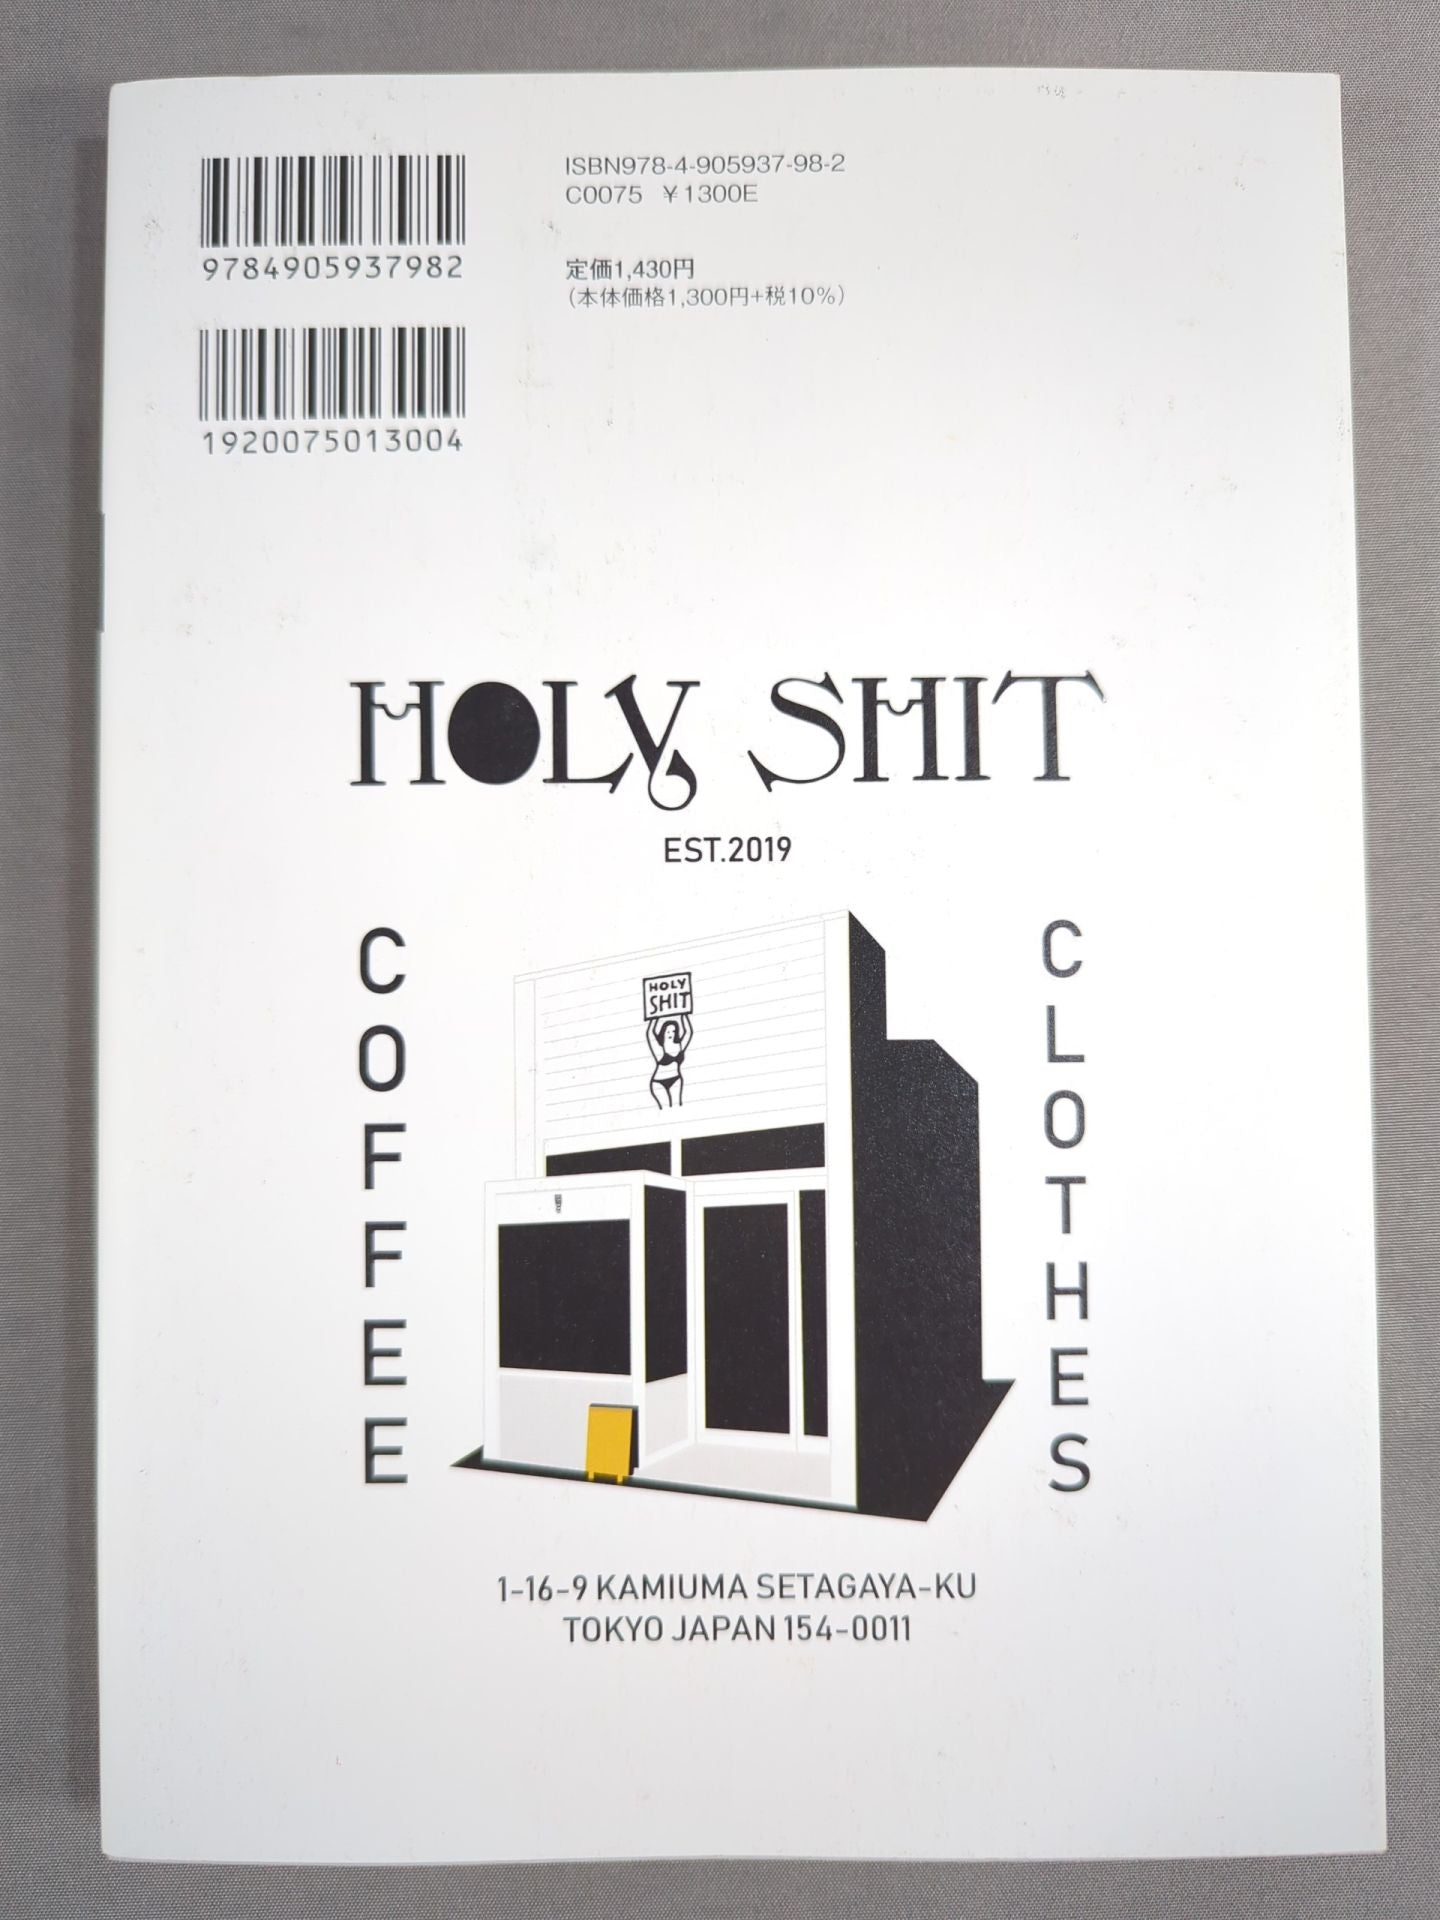 9784905937982
ISBN978-4-905937-98-2
C0075 ￥1300E
定価1,430円
（本体価格1,300円+税10%）
1920075013004
HOLY SHIT
EST.2019
COFFEE
HOLY
SHIT
CLOTHES
1-16-9 KAMIUMA SETAGAYA-KU
TOKYO JAPAN 154-0011